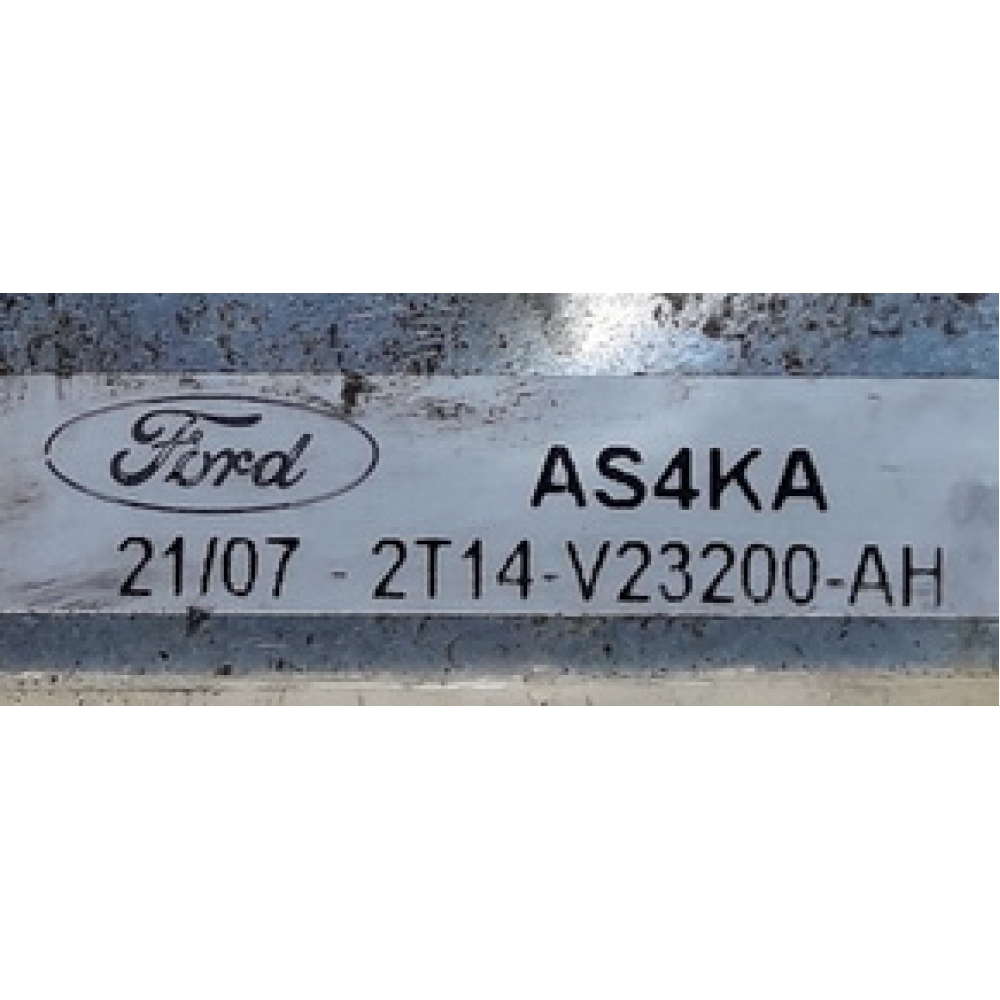 Ford
AS4KA
21/07 - 2T14-V23200-AH